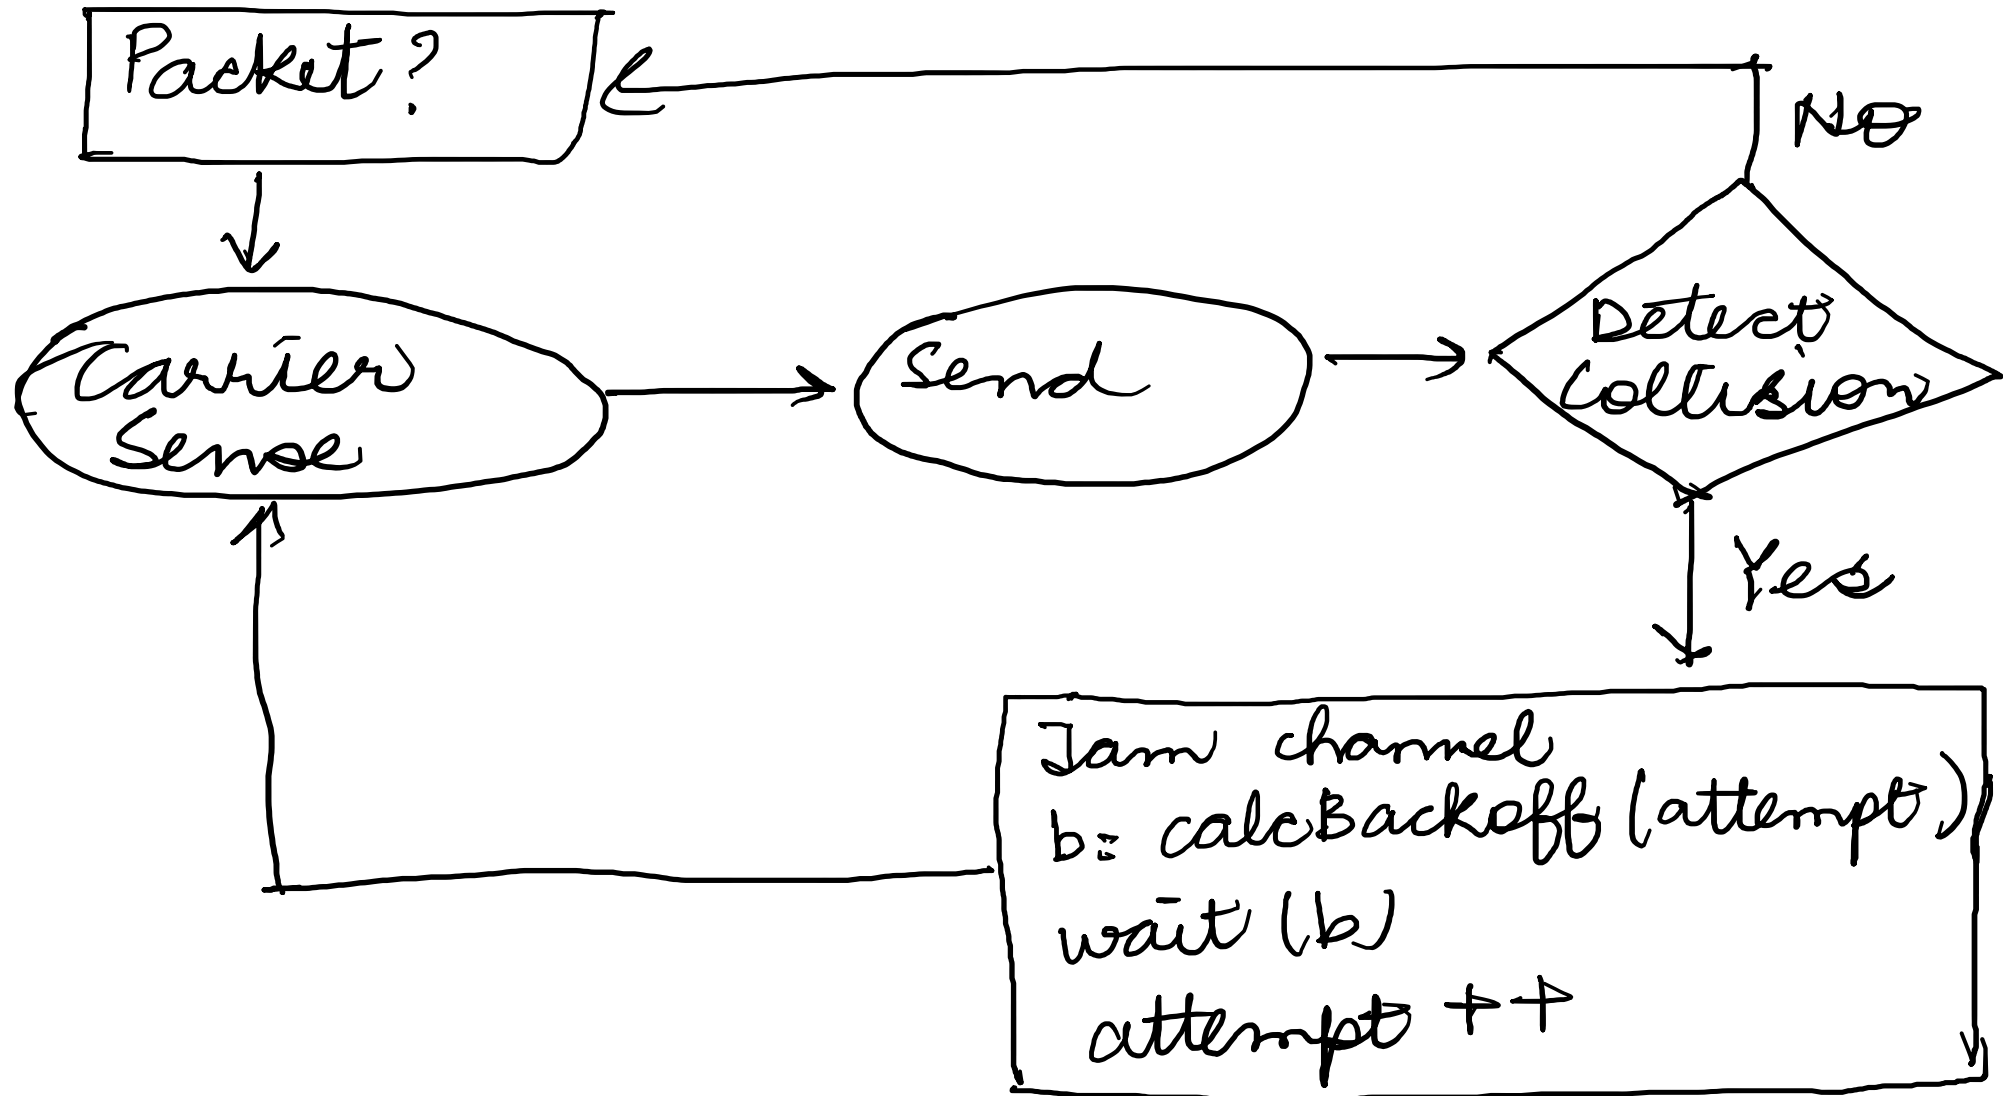 Packet?
No
Carrier
Sense
Send
Detect
Collision
Yes
Jam channel
b= calcBackoff (attempt)
wait (b)
attempt ++